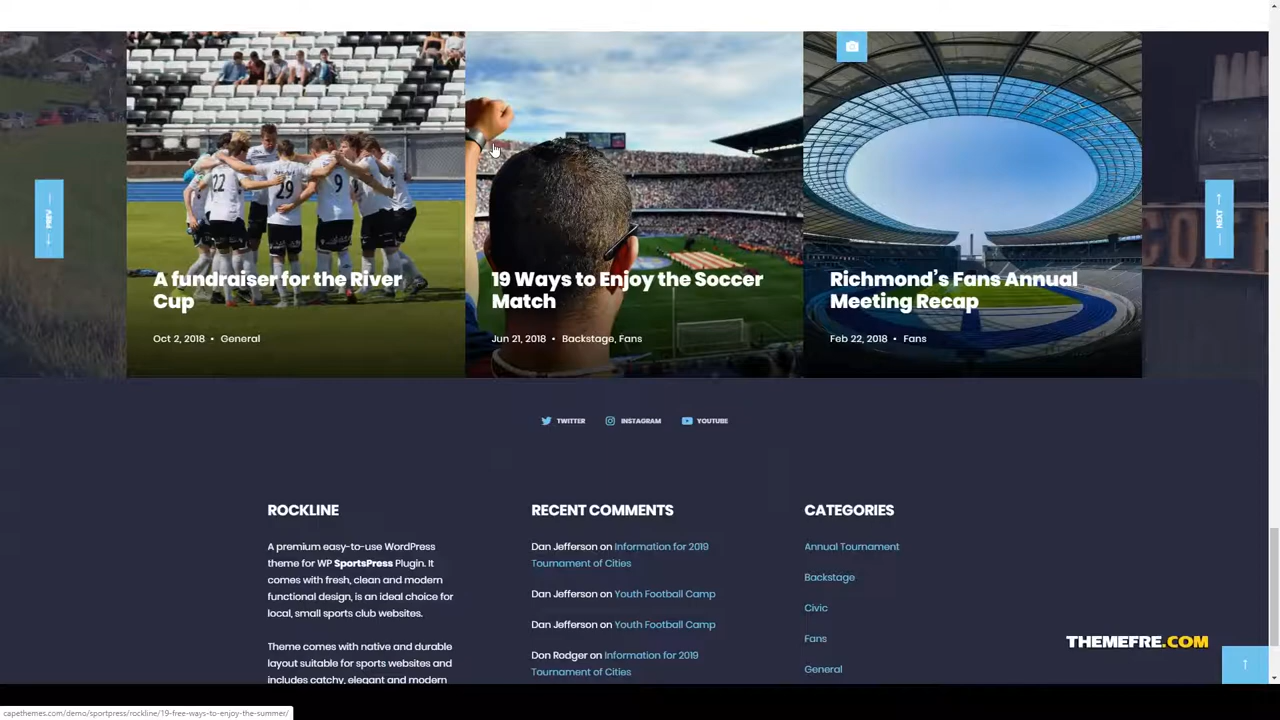 A fundraiser for the River
Cup
Oct 2, 2018 • General
19 Ways to Enjoy the Soccer
Match
Jun 21, 2018 • Backstage, Fans
Richmond’s Fans Annual
Meeting Recap
Feb 22, 2018 • Fans
PREV
NEXT
22
29
9
TWITTER
INSTAGRAM
YOUTUBE
ROCKLINE
A premium easy-to-use WordPress
theme for WP SportsPress Plugin. It
comes with fresh, clean and modern
functional design, is an ideal choice for
local, small sports club websites.
Theme comes with native and durable
layout suitable for sports websites and
includes catchy, elegant and modern
RECENT COMMENTS
Dan Jefferson on Information for 2019
Tournament of Cities
Dan Jefferson on Youth Football Camp
Dan Jefferson on Youth Football Camp
Don Rodger on Information for 2019
Tournament of Cities
CATEGORIES
Annual Tournament
Backstage
Civic
Fans
General
THEMEFRE.COM
capethemes.com/demo/sportpress/rockline/19-free-ways-to-enjoy-the-summer/